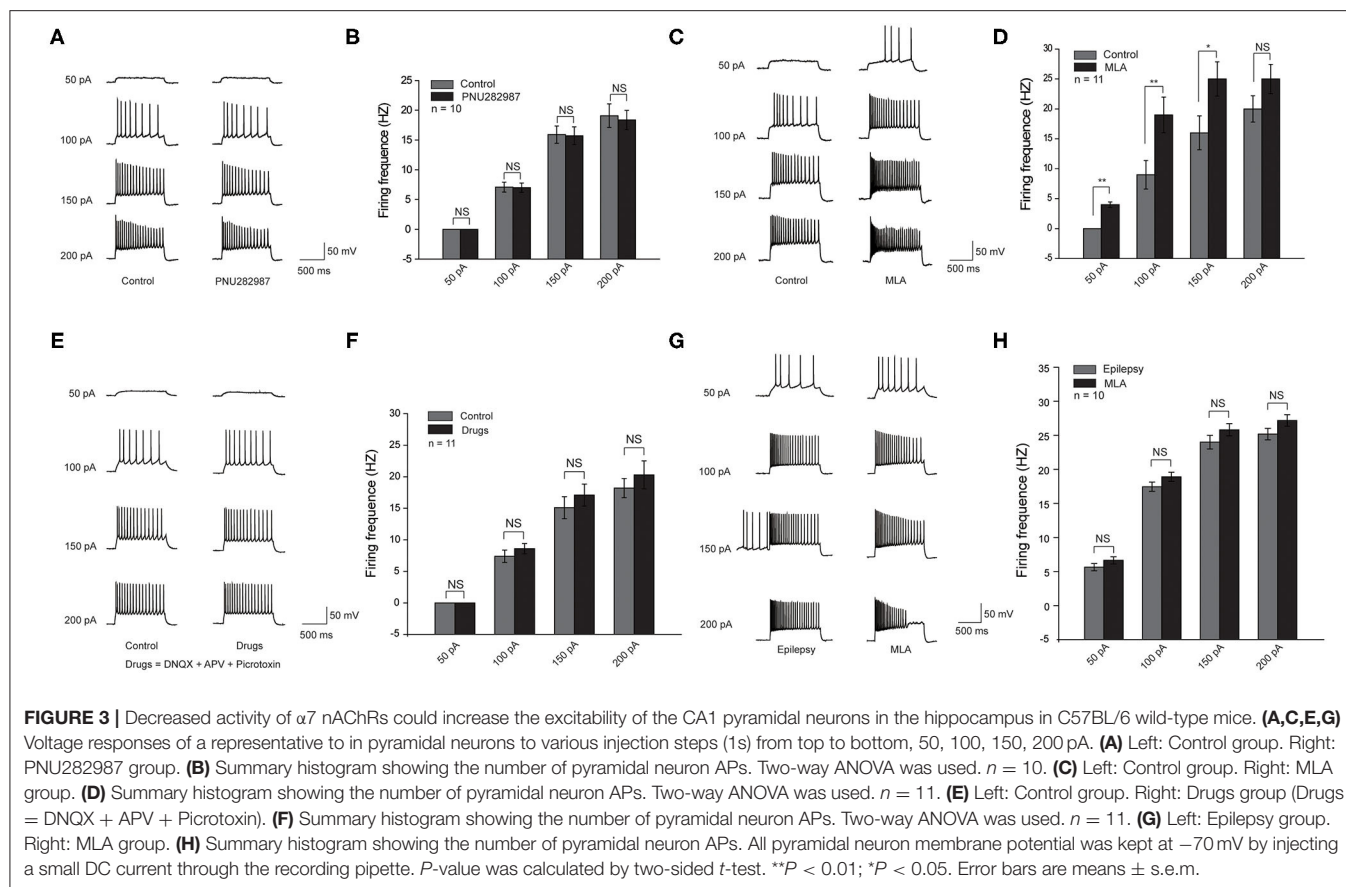 A
50 pA
100 pA
150 pA
200 pA
Control
PNU282987
50 mV
500 ms
B
Firing frequence (HZ)
25
20
15
10
5
0
-5
Control
PNU282987
n = 10
NS
NS
NS
NS
50 pA
100 pA
150 pA
200 pA
C
50 pA
100 pA
150 pA
200 pA
Control
MLA
50 mV
500 ms
D
Firing frequence (HZ)
30
25
20
15
10
5
0
-5
Control
MLA
n = 11
**
**
*
NS
50 pA
100 pA
150 pA
200 pA
E
50 pA
100 pA
150 pA
200 pA
Control
Drugs
Drugs = DNQX + APV + Picrotoxin
50 mV
500 ms
F
Firing frequence (HZ)
30
25
20
15
10
5
0
-5
Control
Drugs
n = 11
NS
NS
NS
NS
50 pA
100 pA
150 pA
200 pA
G
50 pA
100 pA
150 pA
200 pA
Epilepsy
MLA
50 mV
500 ms
H
Firing frequence (HZ)
35
30
25
20
15
10
5
0
-5
Epilepsy
MLA
n = 10
NS
NS
NS
NS
50 pA
100 pA
150 pA
200 pA
FIGURE 3 | Decreased activity of α7 nAChRs could increase the excitability of the CA1 pyramidal neurons in the hippocampus in C57BL/6 wild-type mice. (A,C,E,G)
Voltage responses of a representative to in pyramidal neurons to various injection steps (1s) from top to bottom, 50, 100, 150, 200 pA. (A) Left: Control group. Right:
PNU282987 group. (B) Summary histogram showing the number of pyramidal neuron APs. Two-way ANOVA was used. n = 10. (C) Left: Control group. Right: MLA
group. (D) Summary histogram showing the number of pyramidal neuron APs. Two-way ANOVA was used. n = 11. (E) Left: Control group. Right: Drugs group (Drugs
= DNQX + APV + Picrotoxin). (F) Summary histogram showing the number of pyramidal neuron APs. Two-way ANOVA was used. n = 11. (G) Left: Epilepsy group.
Right: MLA group. (H) Summary histogram showing the number of pyramidal neuron APs. All pyramidal neuron membrane potential was kept at −70 mV by injecting
a small DC current through the recording pipette. P-value was calculated by two-sided t-test. **P < 0.01; *P < 0.05. Error bars are means ± s.e.m.